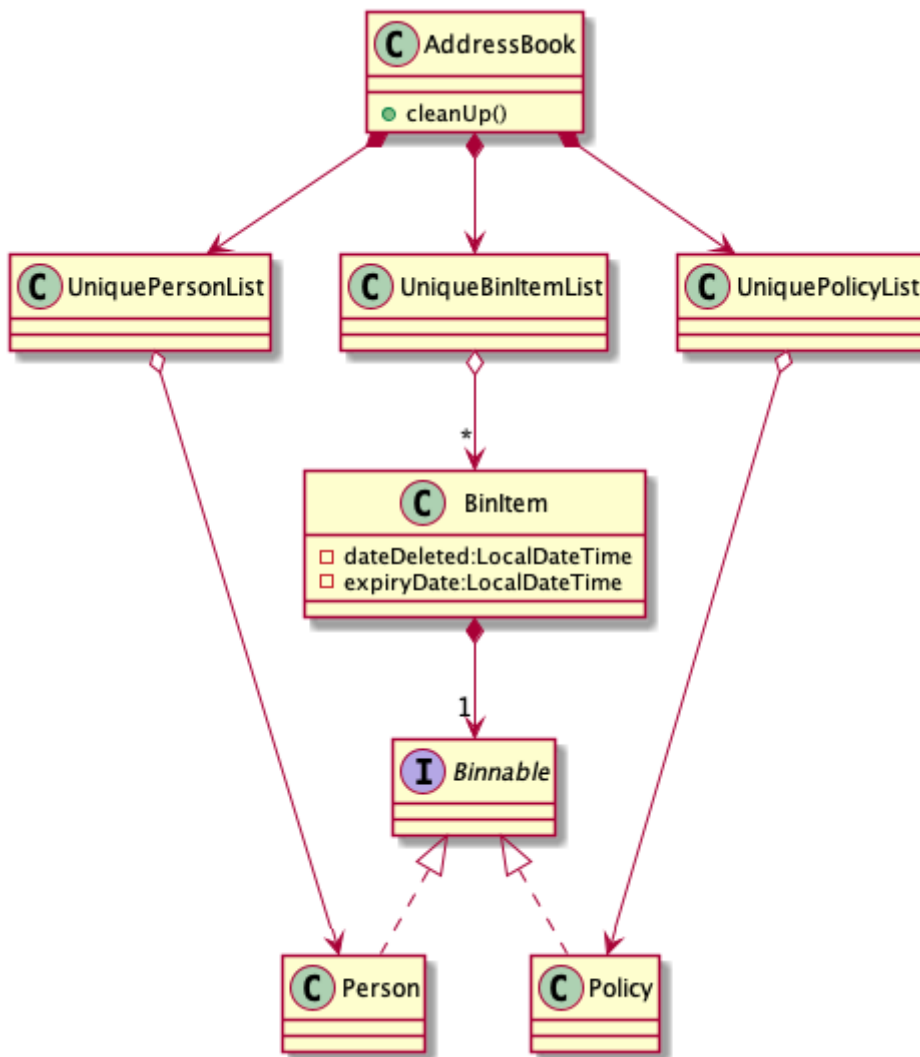 C AddressBook
cleanUp()
C UniquePersonList
C UniqueBinItemList
C UniquePolicyList
*
C BinItem
dateDeleted:LocalDateTime
expiryDate:LocalDateTime
1
I Binnable
C Person
C Policy